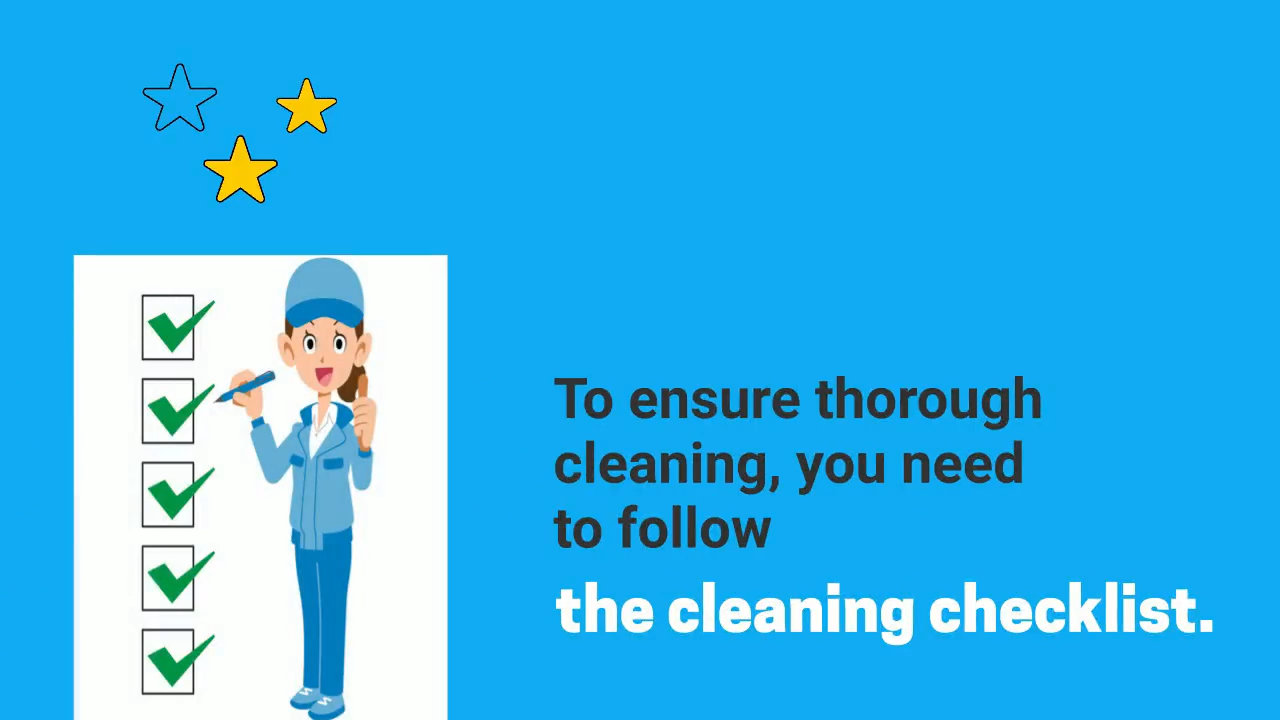 To ensure thorough
cleaning, you need
to follow
the cleaning checklist.